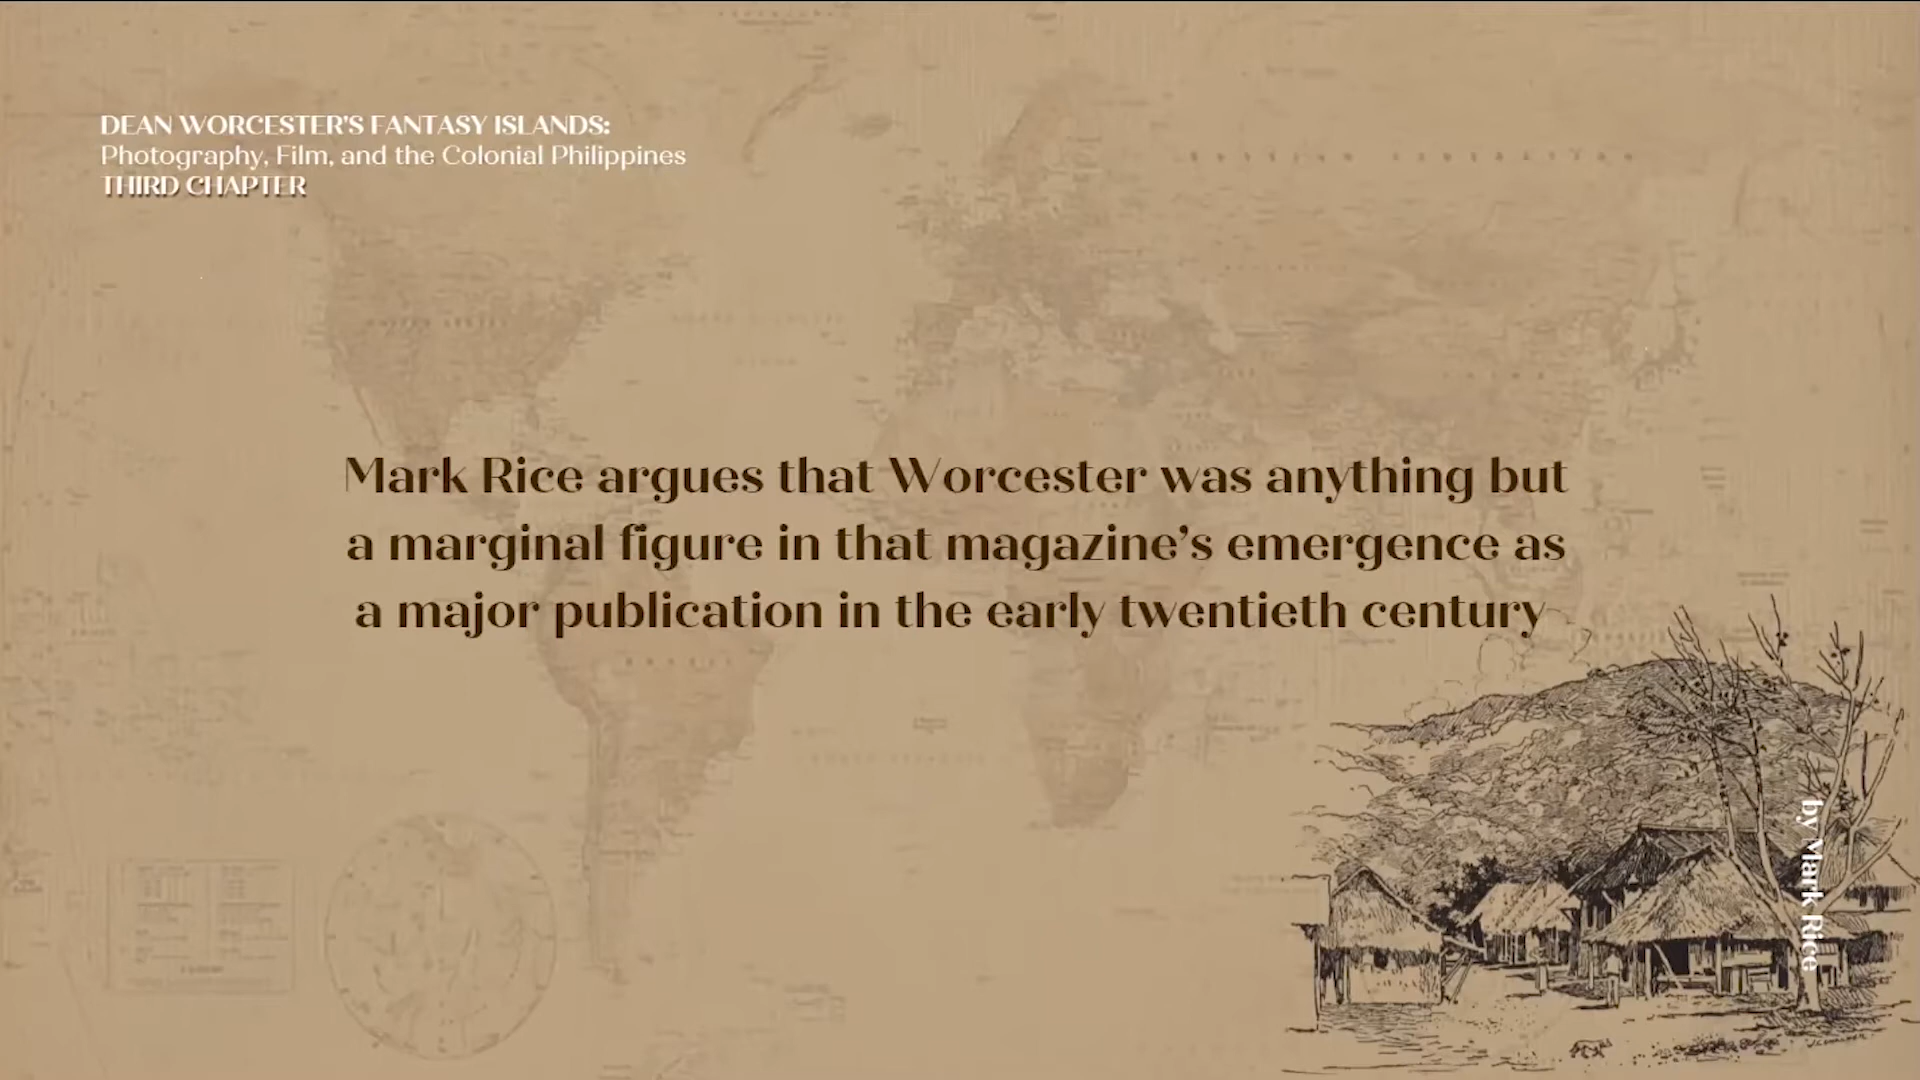 DEAN WORCESTER'S FANTASY ISLANDS:
Photography, Film, and the Colonial Philippines
THIRD CHAPTER
Mark Rice argues that Worcester was anything but
a marginal figure in that magazine's emergence as
a major publication in the early twentieth century
by Mark Rice